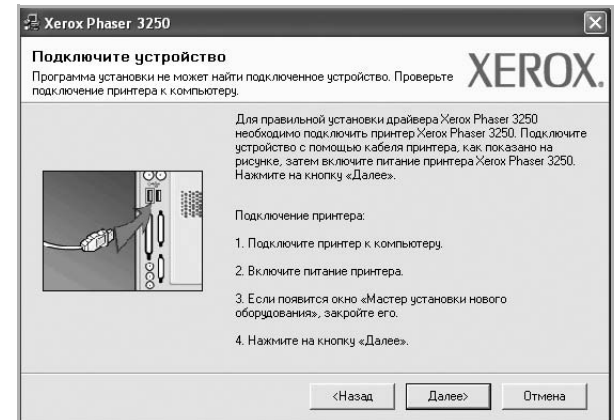 Xerox Phaser 3250
Подключите устройство
Программа установки не может найти подключенное устройство. Проверьте
подключение принтера к компьютеру.
XEROX.
Для правильной установки драйвера Xerox Phaser 3250
необходимо подключить принтер Xerox Phaser 3250. Подключите
устройство с помощью кабеля принтера, как показано на
рисунке, затем включите питание принтера Xerox Phaser 3250.
Нажмите на кнопку «Далее».
Подключение принтера:
1. Подключите принтер к компьютеру.
2. Включите питание принтера.
3. Если появится окно «Мастер установки нового
оборудования», закройте его.
4. Нажмите на кнопку «Далее».
<Назад
Далее>
Отмена